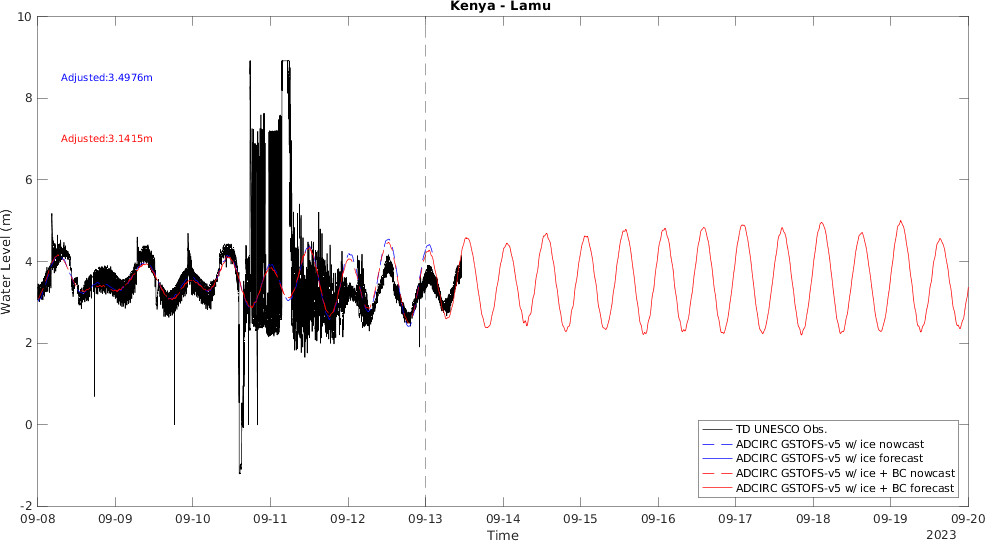 Kenya - Lamu
10
8
6
4
2
0
-2
Water Level (m)
Adjusted:3.4976m
Adjusted:3.1415m
TD UNESCO Obs.
ADCIRC GSTOFS-v5 w/ ice nowcast
ADCIRC GSTOFS-v5 w/ ice forecast
ADCIRC GSTOFS-v5 w/ ice + BC nowcast
ADCIRC GSTOFS-v5 w/ ice + BC forecast
09-08 09-09 09-10 09-11 09-12 09-13 09-14 09-15 09-16 09-17 09-18 09-19 09-20
Time
2023